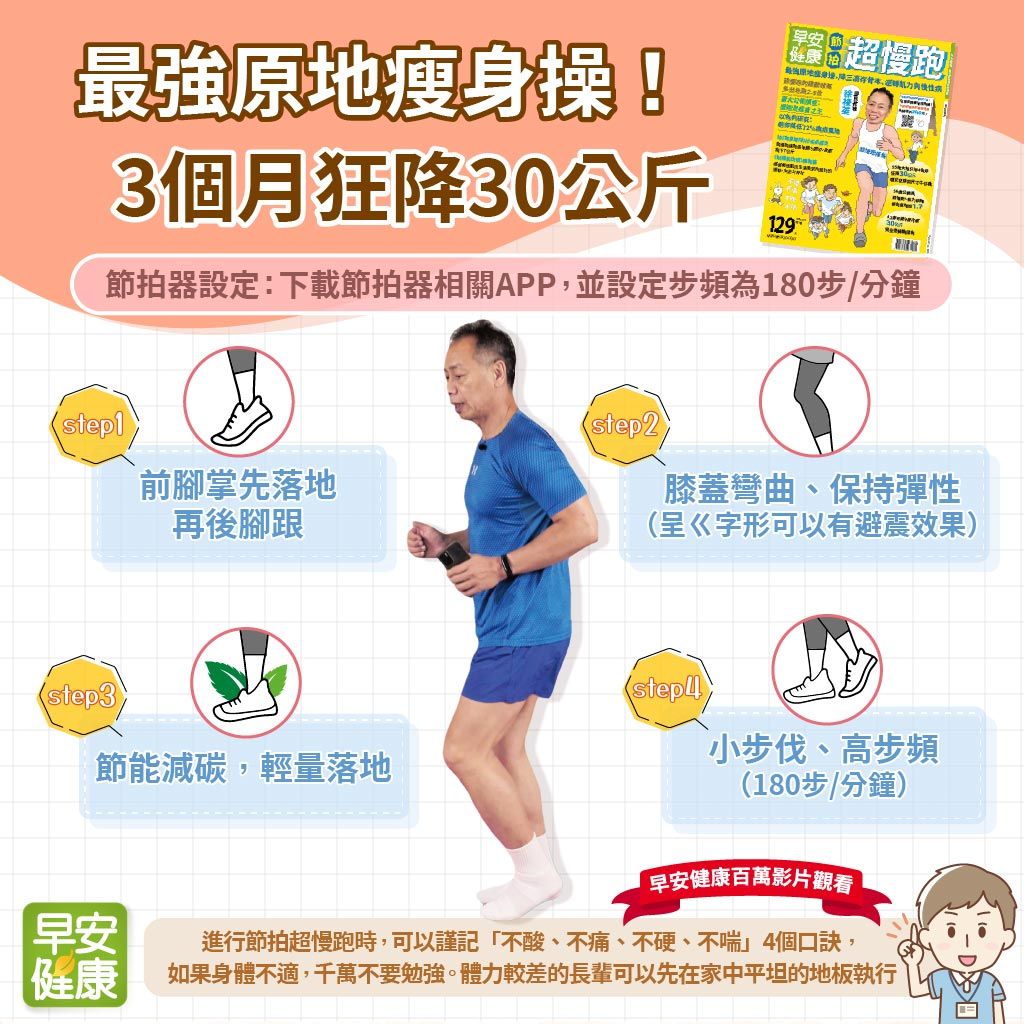 最強原地瘦身操！
3個月狂降30公斤
早安
健康
節拍
超慢跑
129
節拍器設定：下載節拍器相關APP，並設定步頻為180步/分鐘
step1
前腳掌先落地
再後腳跟
step2
膝蓋彎曲、保持彈性
（呈ㄍ字形可以有避震效果）
step3
節能減碳，輕量落地
step4
小步伐、高步頻
（180步/分鐘）
早安健康百萬影片觀看
早安
健康
進行節拍超慢跑時，可以謹記「不酸、不痛、不硬、不喘」4個口訣，
如果身體不適，千萬不要勉強。體力較差的長輩可以先在家中平坦的地板執行